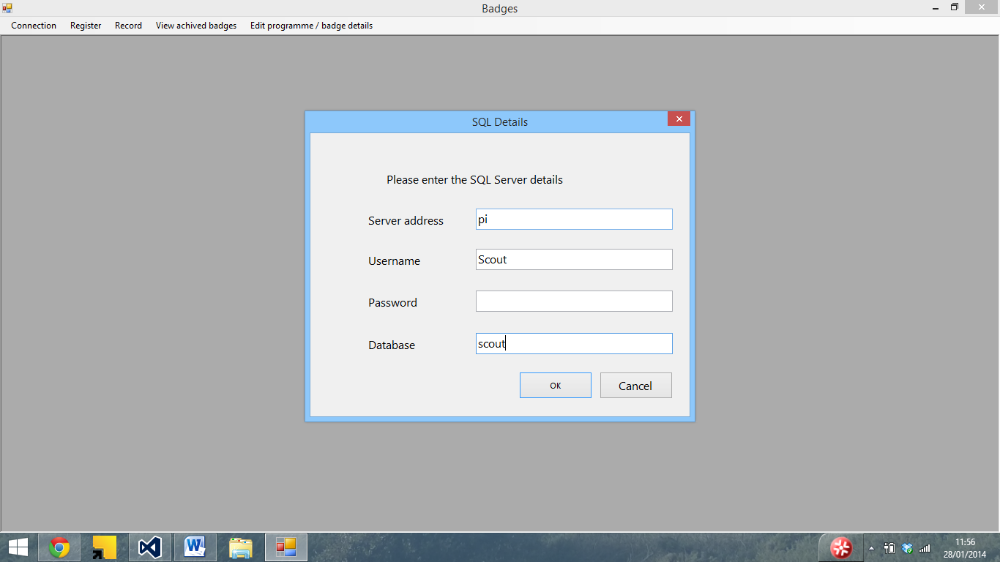 Badges
Connection Register Record View achived badges Edit programme / badge details
SQL Details
Please enter the SQL Server details
Server address pi
Username Scout
Password
Database scout
OK Cancel
11:56
28/01/2014